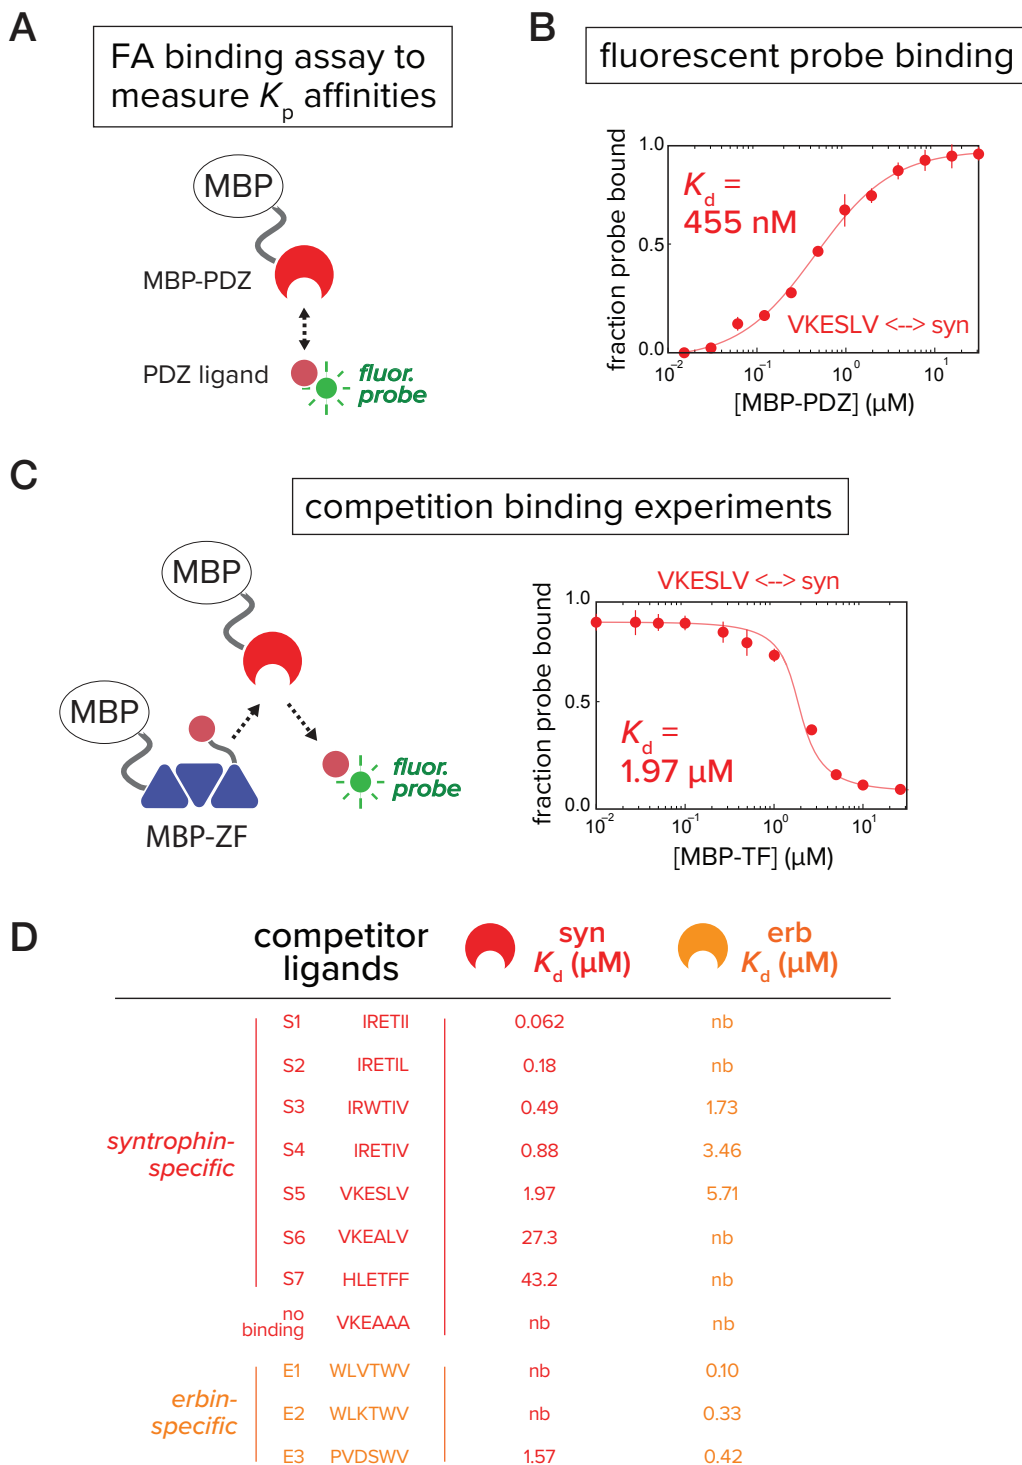 A
FA binding assay to
measure Kp affinities
MBP
MBP-PDZ
PDZ ligand
fluor.
probe
B
fluorescent probe binding
fraction probe bound
1.0
0.5
0.0
Kd =
455 nM
VKESLV <--> syn
10⁻² 10⁻¹ 10⁰ 10¹
[MBP-PDZ] (µM)
C
competition binding experiments
MBP
MBP
fluor.
probe
MBP-ZF
VKESLV <--> syn
fraction probe bound
1.0
0.5
0.0
Kd =
1.97 µM
10⁻² 10⁻¹ 10⁰ 10¹
[MBP-TF] (µM)
D
competitor
ligands
syn
Kd (µM)
erb
Kd (µM)
syntrophin-
specific
S1 IRETII 0.062 nb
S2 IRETIL 0.18 nb
S3 IRWTIV 0.49 1.73
S4 IRETIV 0.88 3.46
S5 VKESLV 1.97 5.71
S6 VKEALV 27.3 nb
S7 HLETFF 43.2 nb
no
binding VKEAAA nb nb
erbin-
specific
E1 WLVTWV nb 0.10
E2 WLKTWV nb 0.33
E3 PVDSWV 1.57 0.42